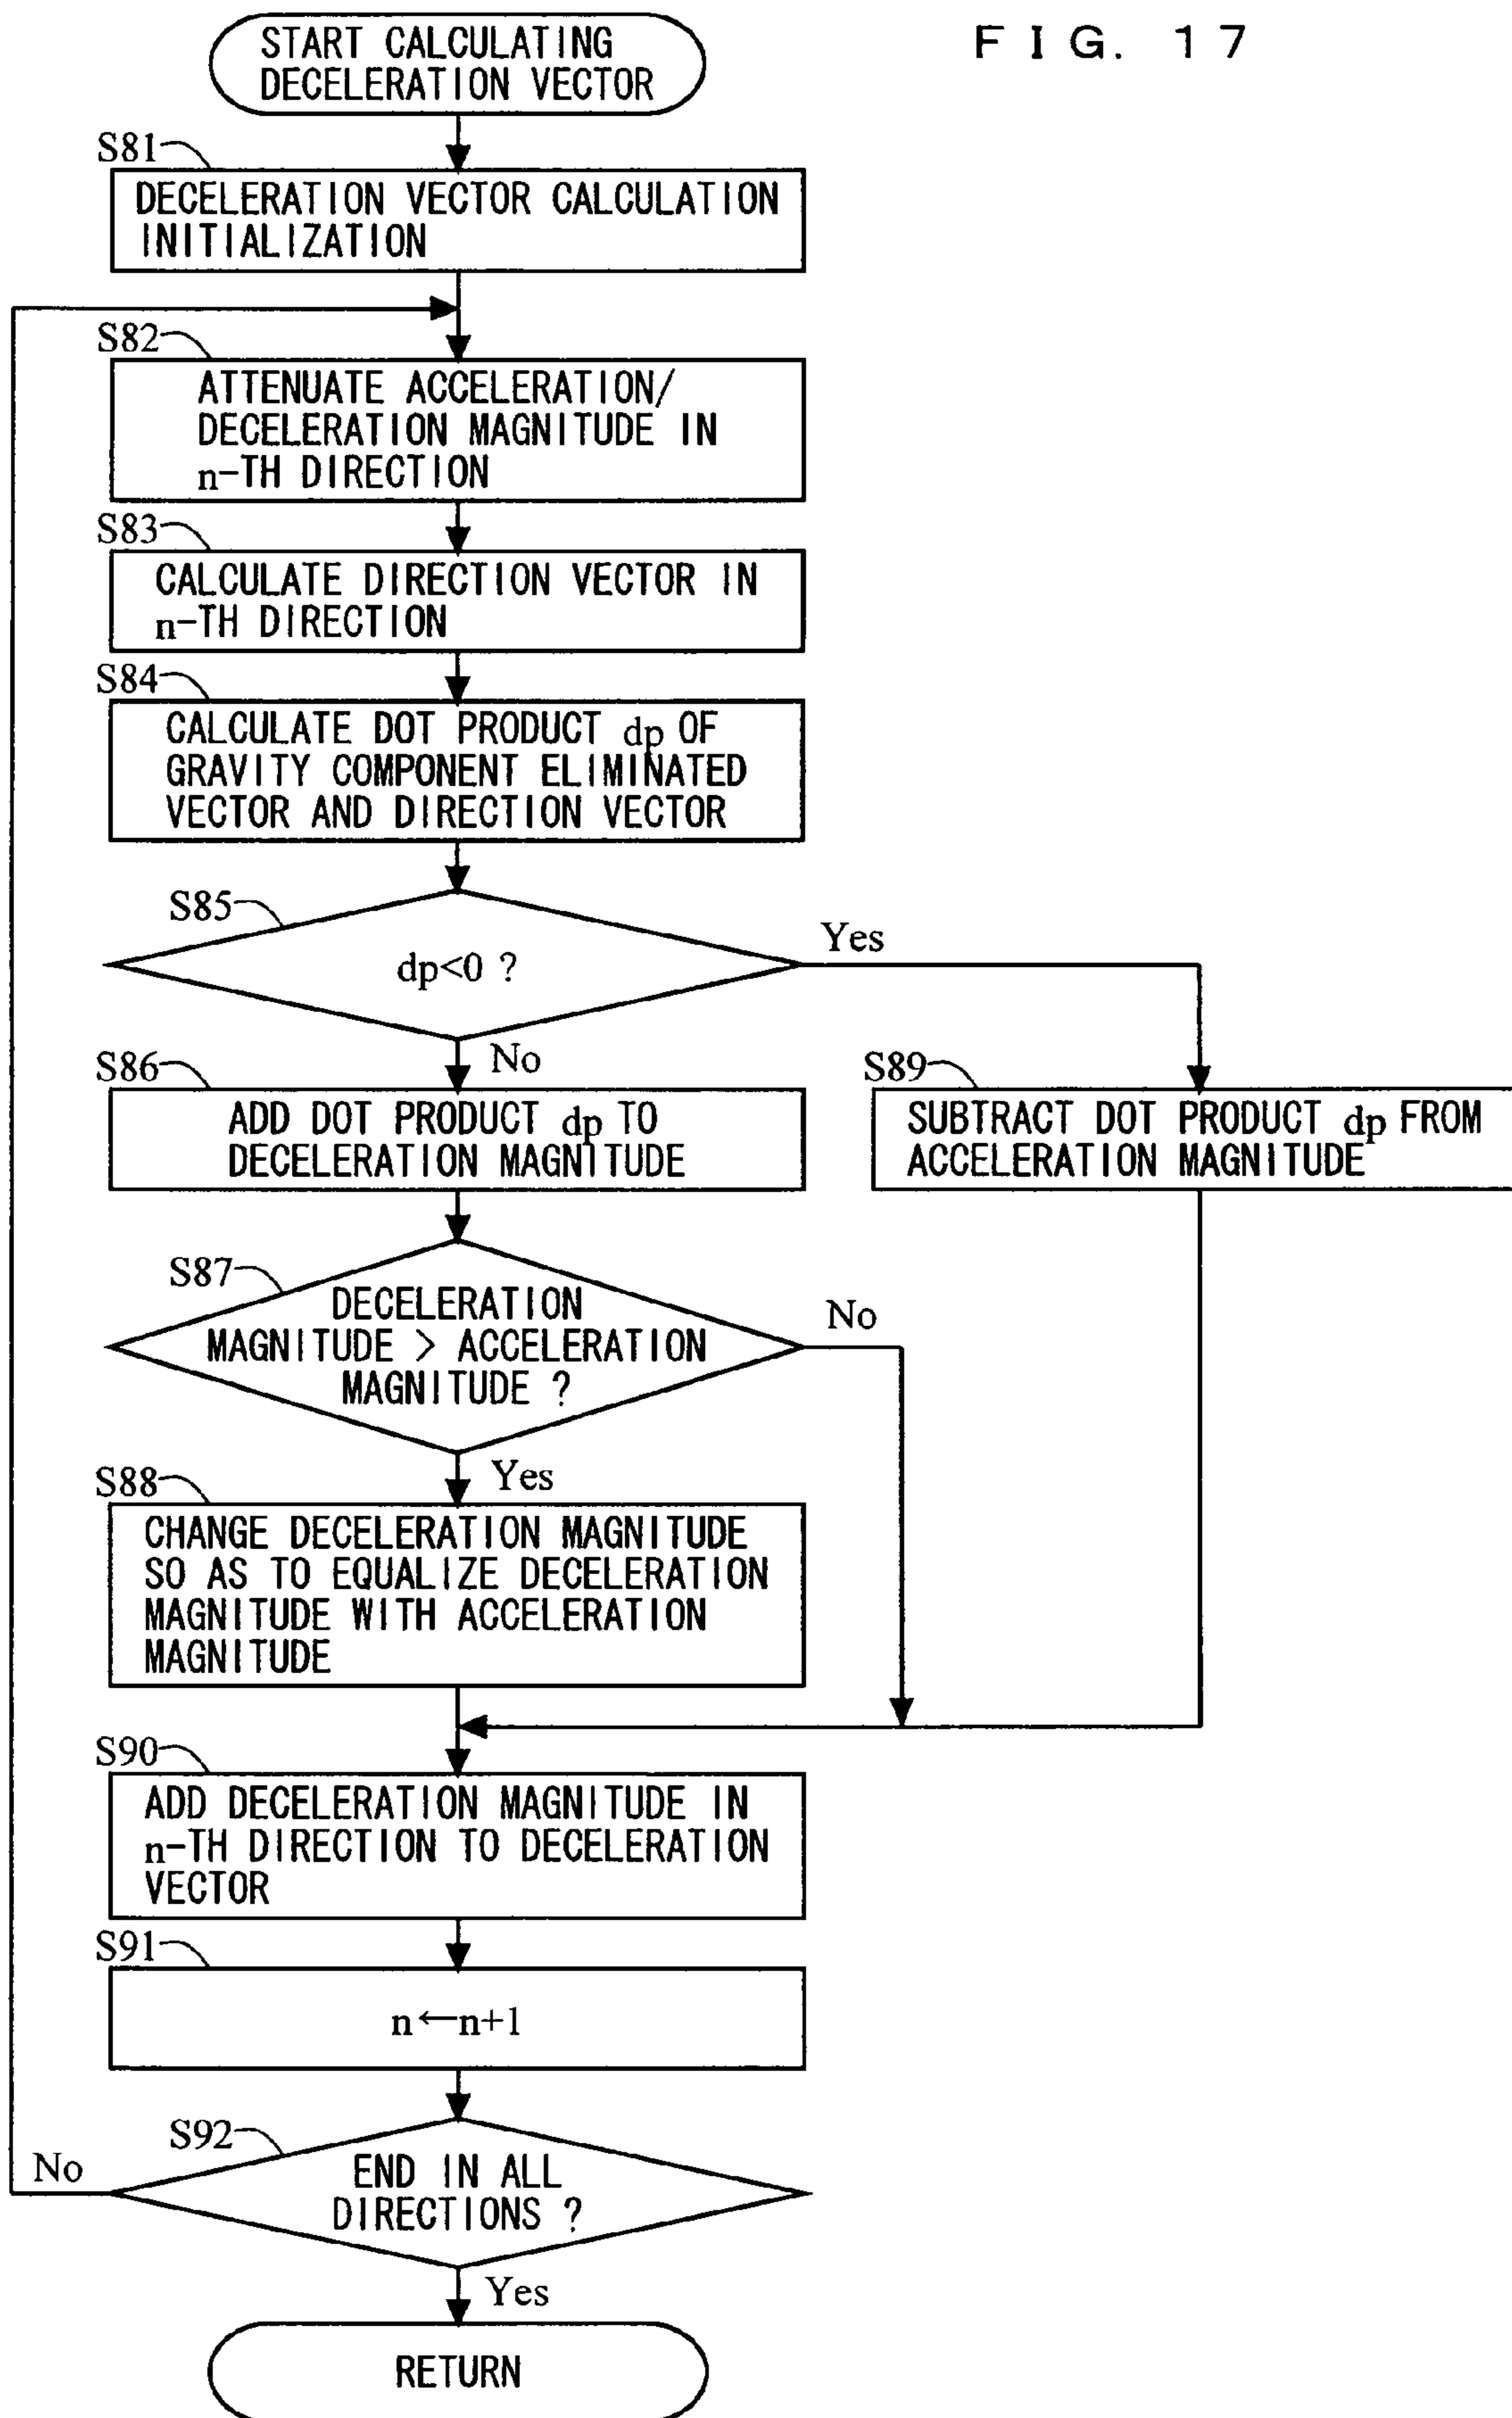 FIG. 17
START CALCULATING
DECELERATION VECTOR
S81
DECELERATION VECTOR CALCULATION
INITIALIZATION
S82
ATTENUATE ACCELERATION/
DECELERATION MAGNITUDE IN
n-TH DIRECTION
S83
CALCULATE DIRECTION VECTOR IN
n-TH DIRECTION
S84
CALCULATE DOT PRODUCT dp OF
GRAVITY COMPONENT ELIMINATED
VECTOR AND DIRECTION VECTOR
S85
dp<0 ?
Yes
No
S86
ADD DOT PRODUCT dp TO
DECELERATION MAGNITUDE
S89
SUBTRACT DOT PRODUCT dp FROM
ACCELERATION MAGNITUDE
S87
DECELERATION
MAGNITUDE > ACCELERATION
MAGNITUDE ?
No
Yes
S88
CHANGE DECELERATION MAGNITUDE
SO AS TO EQUALIZE DECELERATION
MAGNITUDE WITH ACCELERATION
MAGNITUDE
S90
ADD DECELERATION MAGNITUDE IN
n-TH DIRECTION TO DECELERATION
VECTOR
S91
n←n+1
S92
END IN ALL
DIRECTIONS ?
No
Yes
RETURN